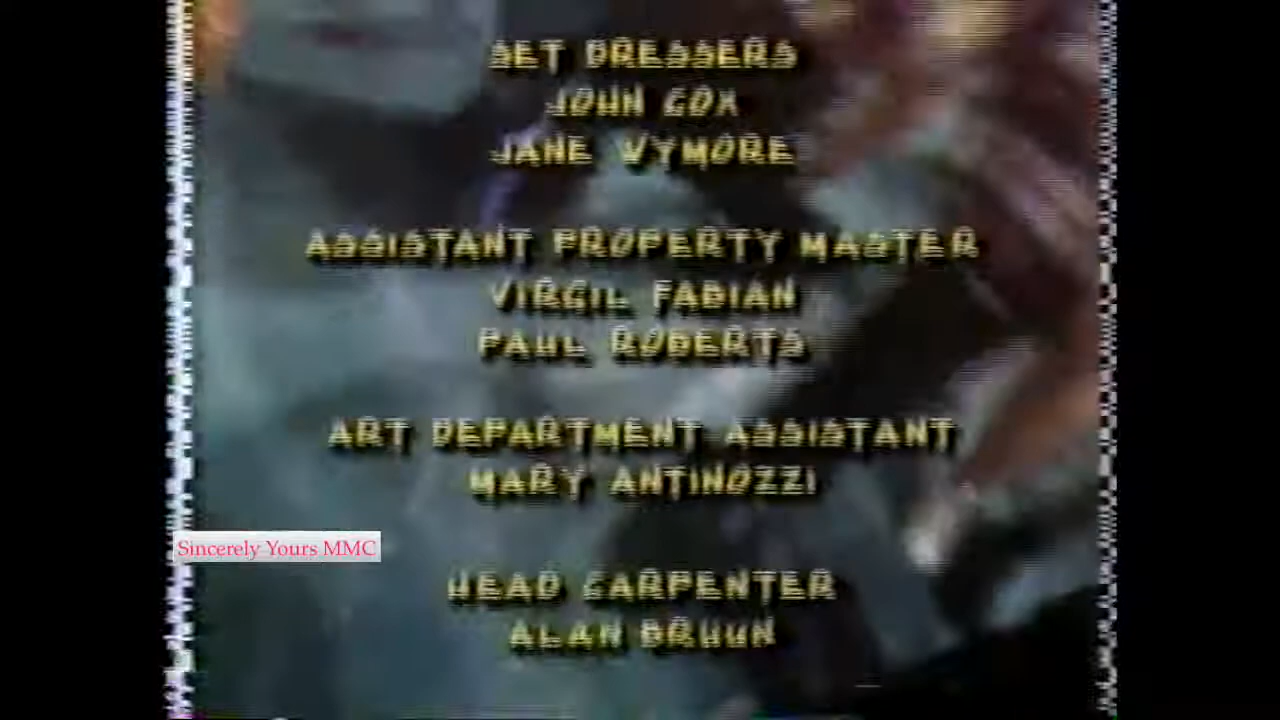 SET DRESSERS
JOHN COX
JANE VYMORE
ASSISTANT PROPERTY MASTER
VIRGIL FABIAN
PAUL ROBERTS
ART DEPARTMENT ASSISTANT
MARY ANTINOZZI
Sincerely Yours MMC
HEAD CARPENTER
ALAN BRUUN